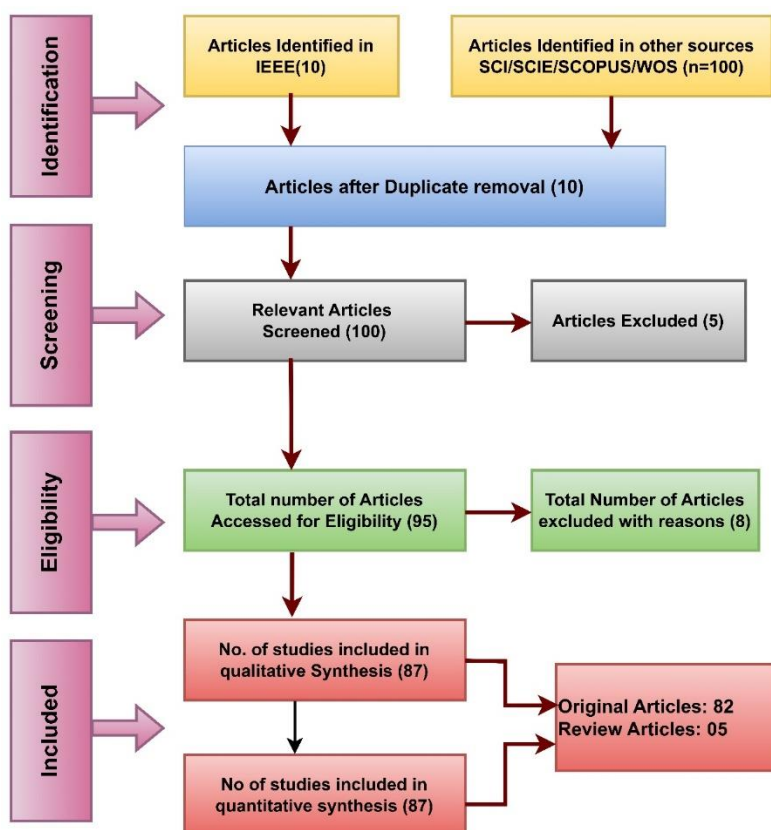 Identification
Articles Identified in
IEEE(10)
Articles Identified in other sources
SCI/SCIE/SCOPUS/WOS (n=100)
Articles after Duplicate removal (10)
Screening
Relevant Articles
Screened (100)
Articles Excluded (5)
Eligibility
Total number of Articles
Accessed for Eligibility (95)
Total Number of Articles
excluded with reasons (8)
Included
No. of studies included in
qualitative Synthesis (87)
Original Articles: 82
Review Articles: 05
No of studies included in
quantitative synthesis (87)